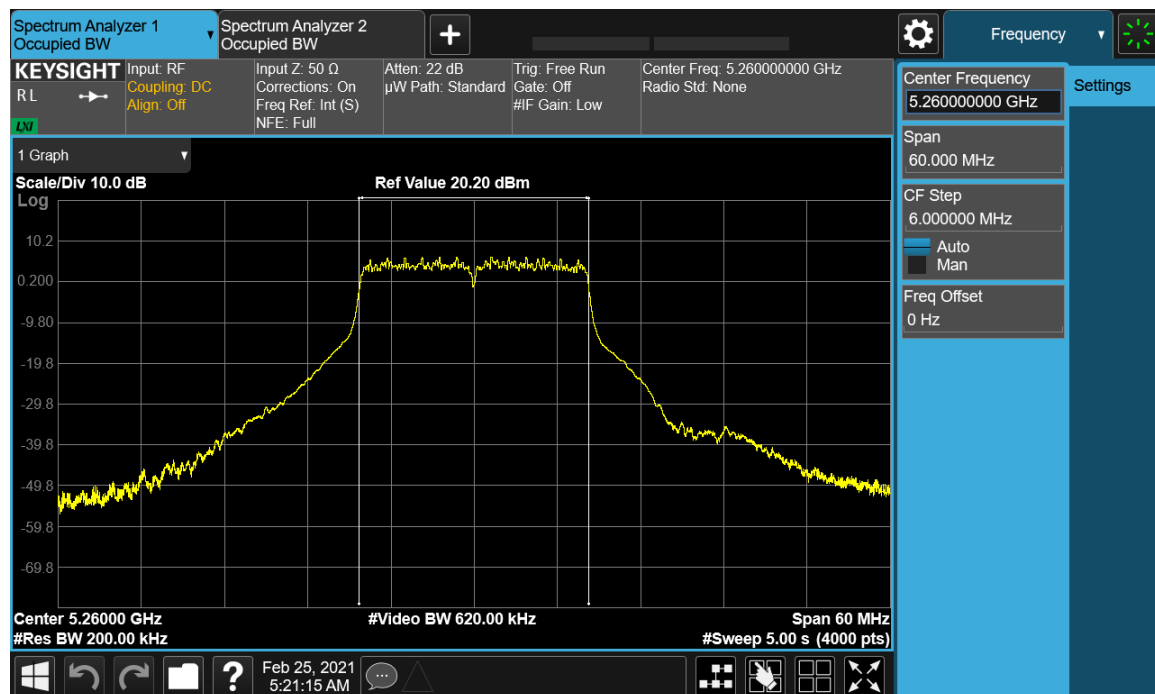 Spectrum Analyzer 1
Occupied BW
Spectrum Analyzer 2
Occupied BW
+
Frequency
KEYSIGHT
RL
LXI
Input: RF
Coupling: DC
Align: Off
Input Z: 50 Ω
Corrections: On
Freq Ref: Int (S)
NFE: Full
Atten: 22 dB
µW Path: Standard
Trig: Free Run
Gate: Off
#IF Gain: Low
Center Freq: 5.260000000 GHz
Radio Std: None
Center Frequency
5.260000000 GHz
Settings
Span
60.000 MHz
CF Step
6.000000 MHz
Auto
Man
Freq Offset
0 Hz
1 Graph
Scale/Div 10.0 dB
Ref Value 20.20 dBm
Log
10.2
0.200
-9.80
-19.8
-29.8
-39.8
-49.8
-59.8
-69.8
Center 5.26000 GHz
#Video BW 620.00 kHz
Span 60 MHz
#Res BW 200.00 kHz
#Sweep 5.00 s (4000 pts)
?
Feb 25, 2021
5:21:15 AM